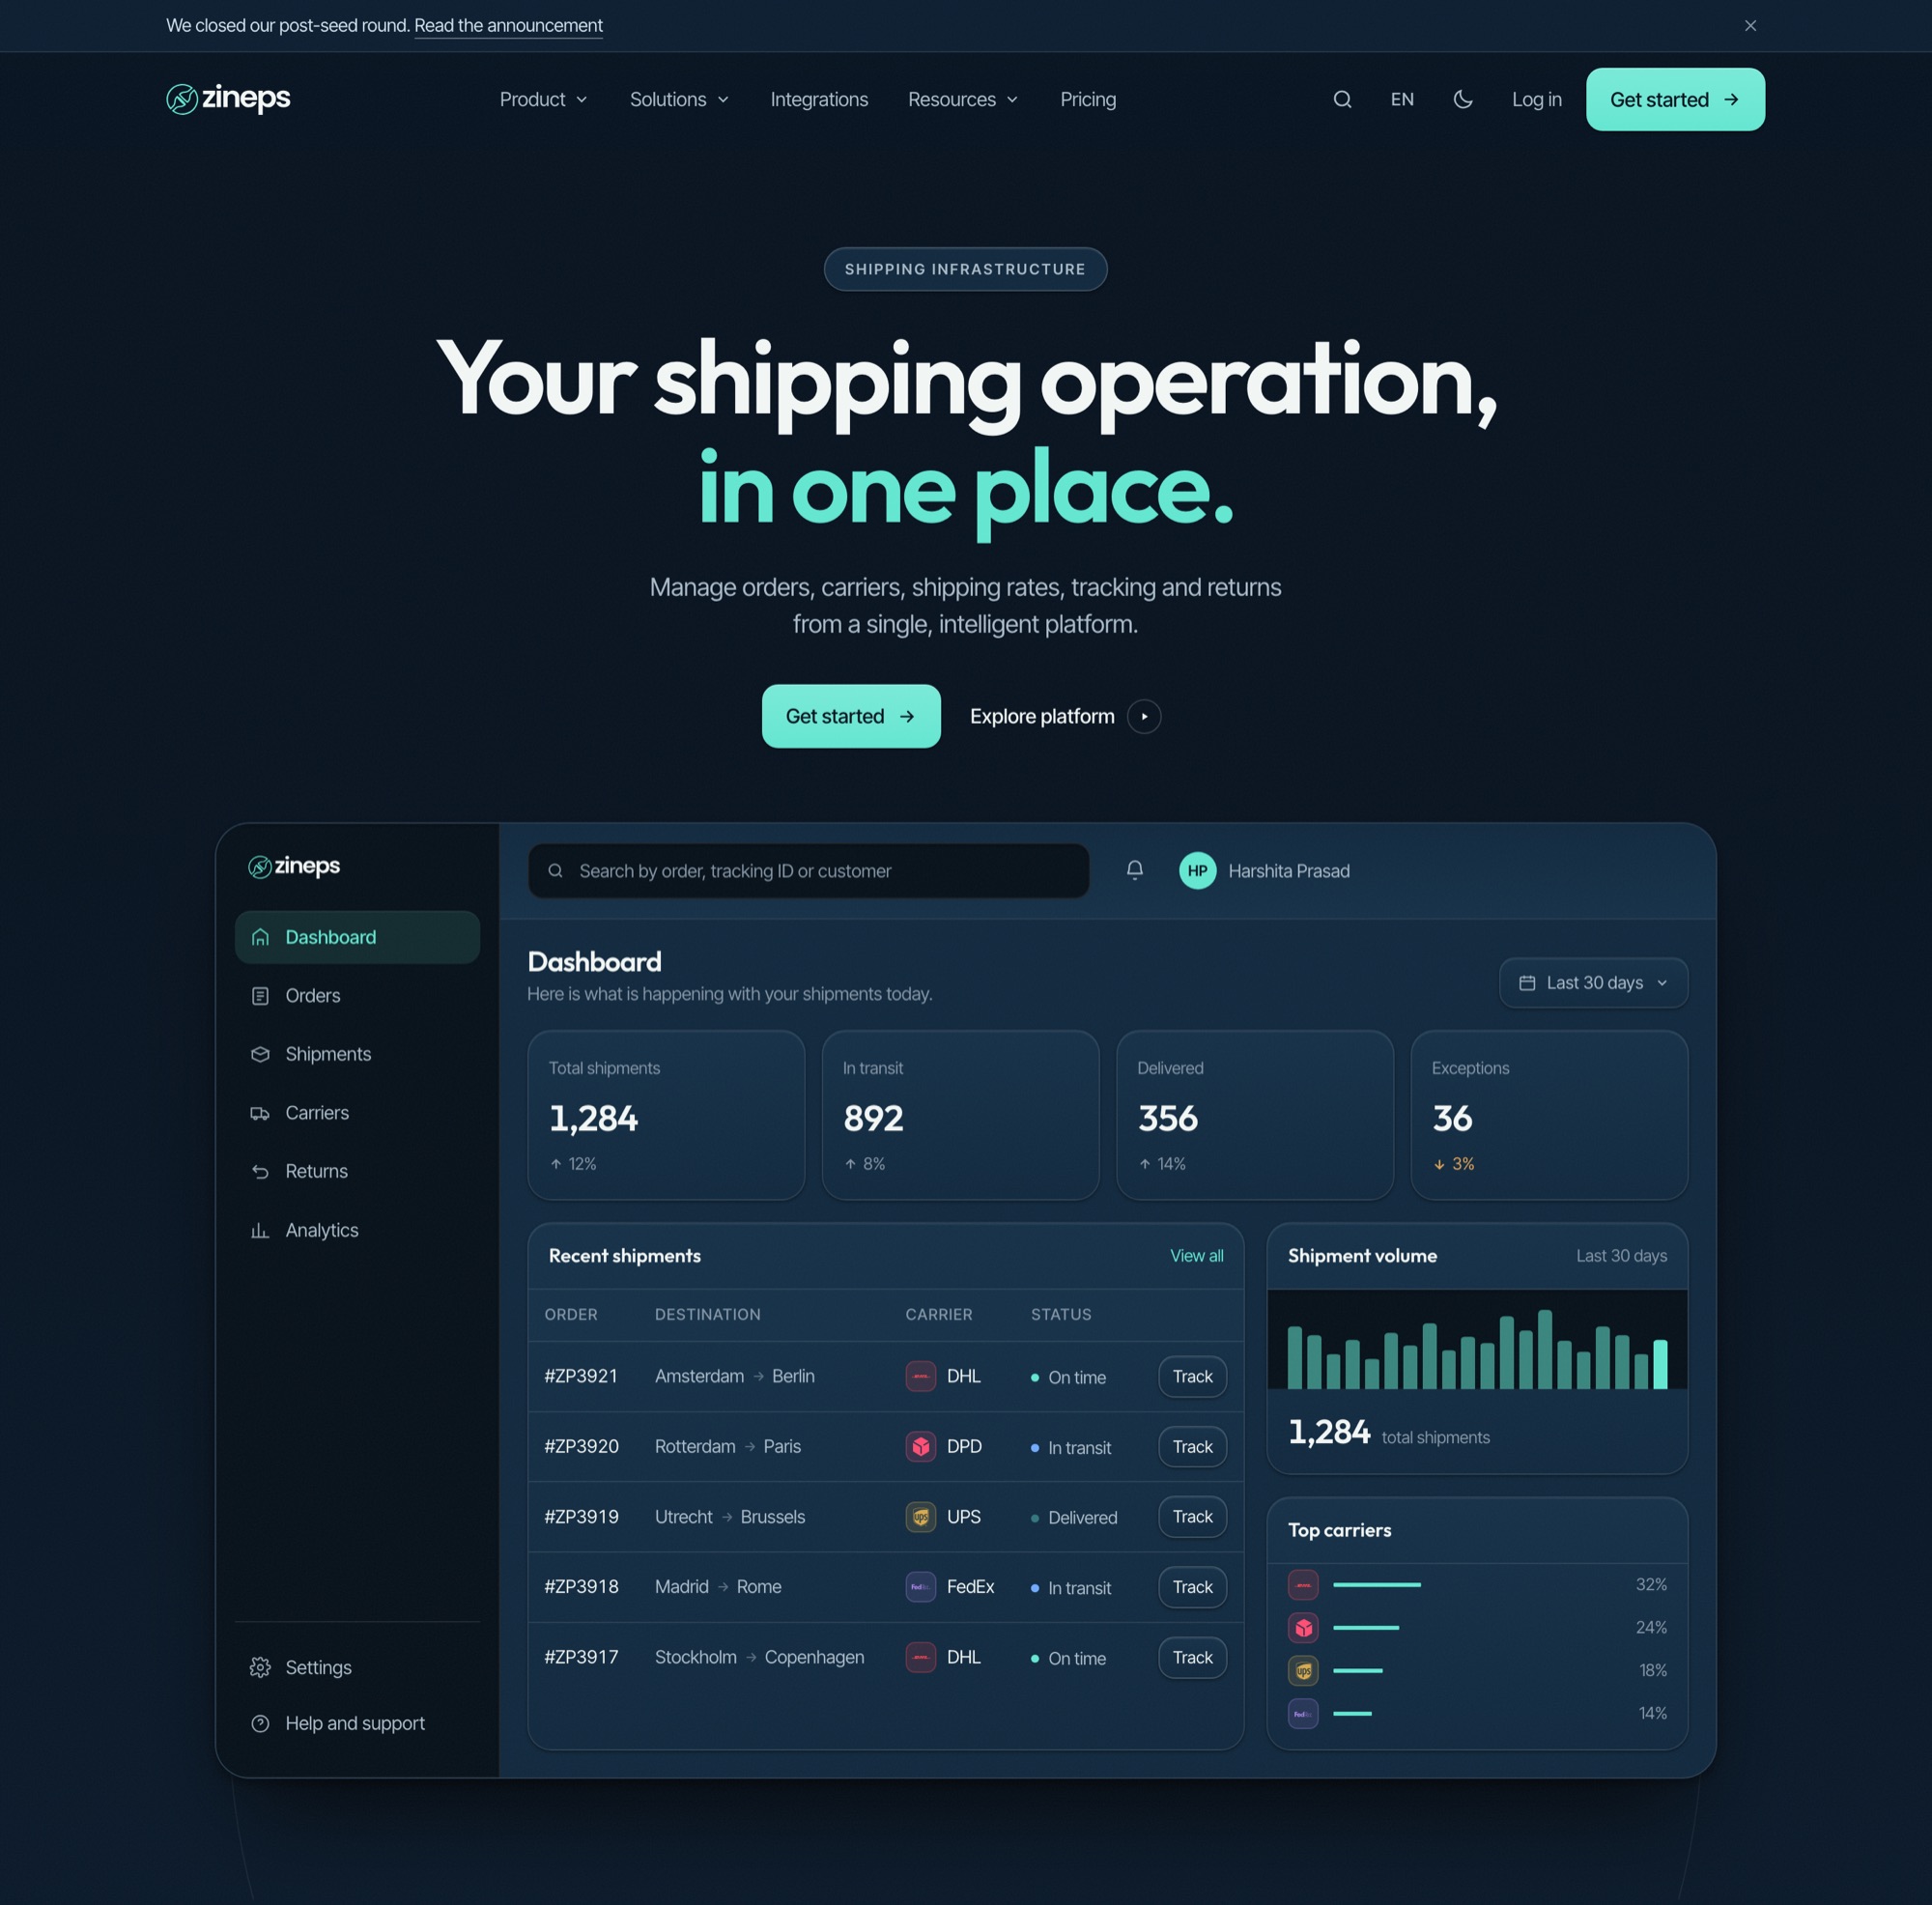 We closed our post-seed round. Read the announcement
zineps
Product
Solutions
Integrations
Resources
Pricing
EN
Log in
Get started
SHIPPING INFRASTRUCTURE
Your shipping operation,
in one place.
Manage orders, carriers, shipping rates, tracking and returns
from a single, intelligent platform.
Get started
Explore platform
zineps
Dashboard
Orders
Shipments
Carriers
Returns
Analytics
Settings
Help and support
Search by order, tracking ID or customer
HP Harshita Prasad
Dashboard
Here is what is happening with your shipments today.
Last 30 days
Total shipments
1,284
↑ 12%
In transit
892
↑ 8%
Delivered
356
↑ 14%
Exceptions
36
↓ 3%
Recent shipments View all
ORDER DESTINATION CARRIER STATUS
#ZP3921 Amsterdam → Berlin DHL On time Track
#ZP3920 Rotterdam → Paris DPD In transit Track
#ZP3919 Utrecht → Brussels ups UPS Delivered Track
#ZP3918 Madrid → Rome FedEx FedEx In transit Track
#ZP3917 Stockholm → Copenhagen DHL On time Track
Shipment volume Last 30 days
1,284 total shipments
Top carriers
32%
24%
ups 18%
FedEx 14%